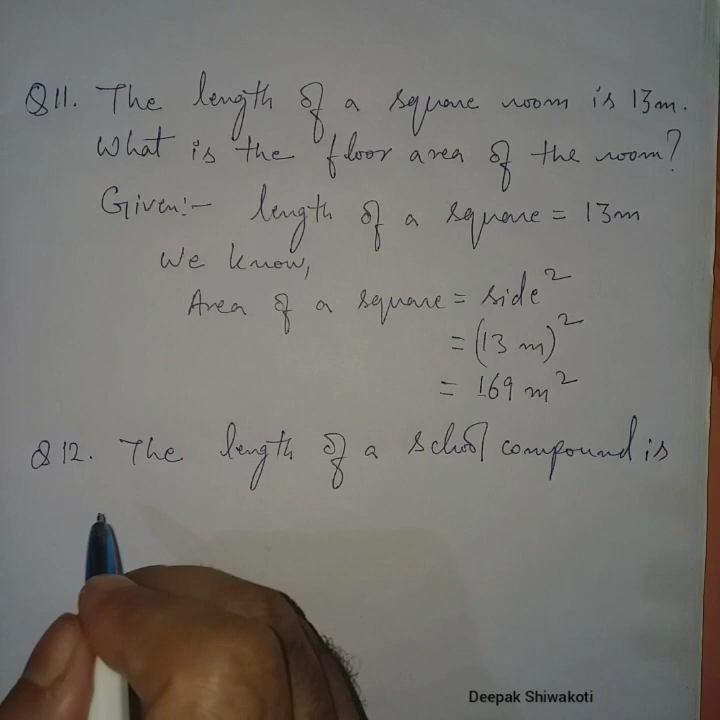 Q11. The length of a square room is 13m.
What is the floor area of the room?
Given:- length of a square = 13m
We know,
Area of a square = side²
= (13 m)²
= 169 m²
Q12. The length of a school compound is
Deepak Shiwakoti